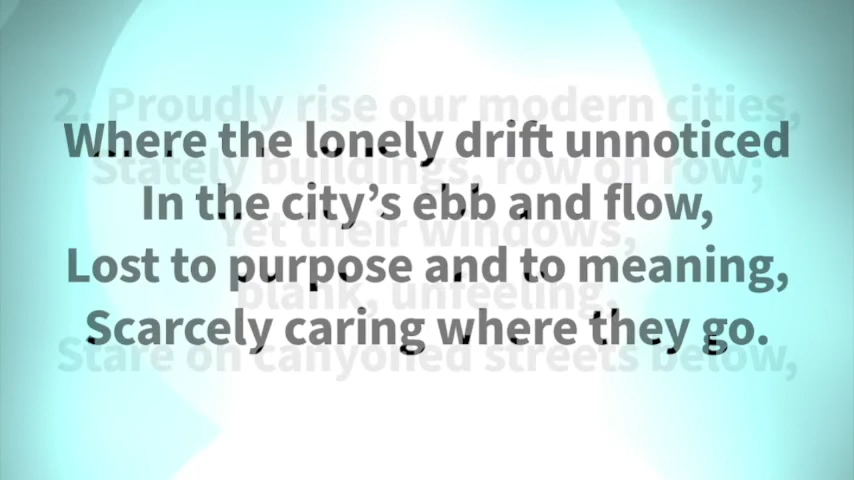 2. Proudly rise our modern cities,
Stately buildings, row on row;
Yet their windows,
blank, unfeeling,
Stare on canyoned streets below,
Where the lonely drift unnoticed
In the city’s ebb and flow,
Lost to purpose and to meaning,
Scarcely caring where they go.